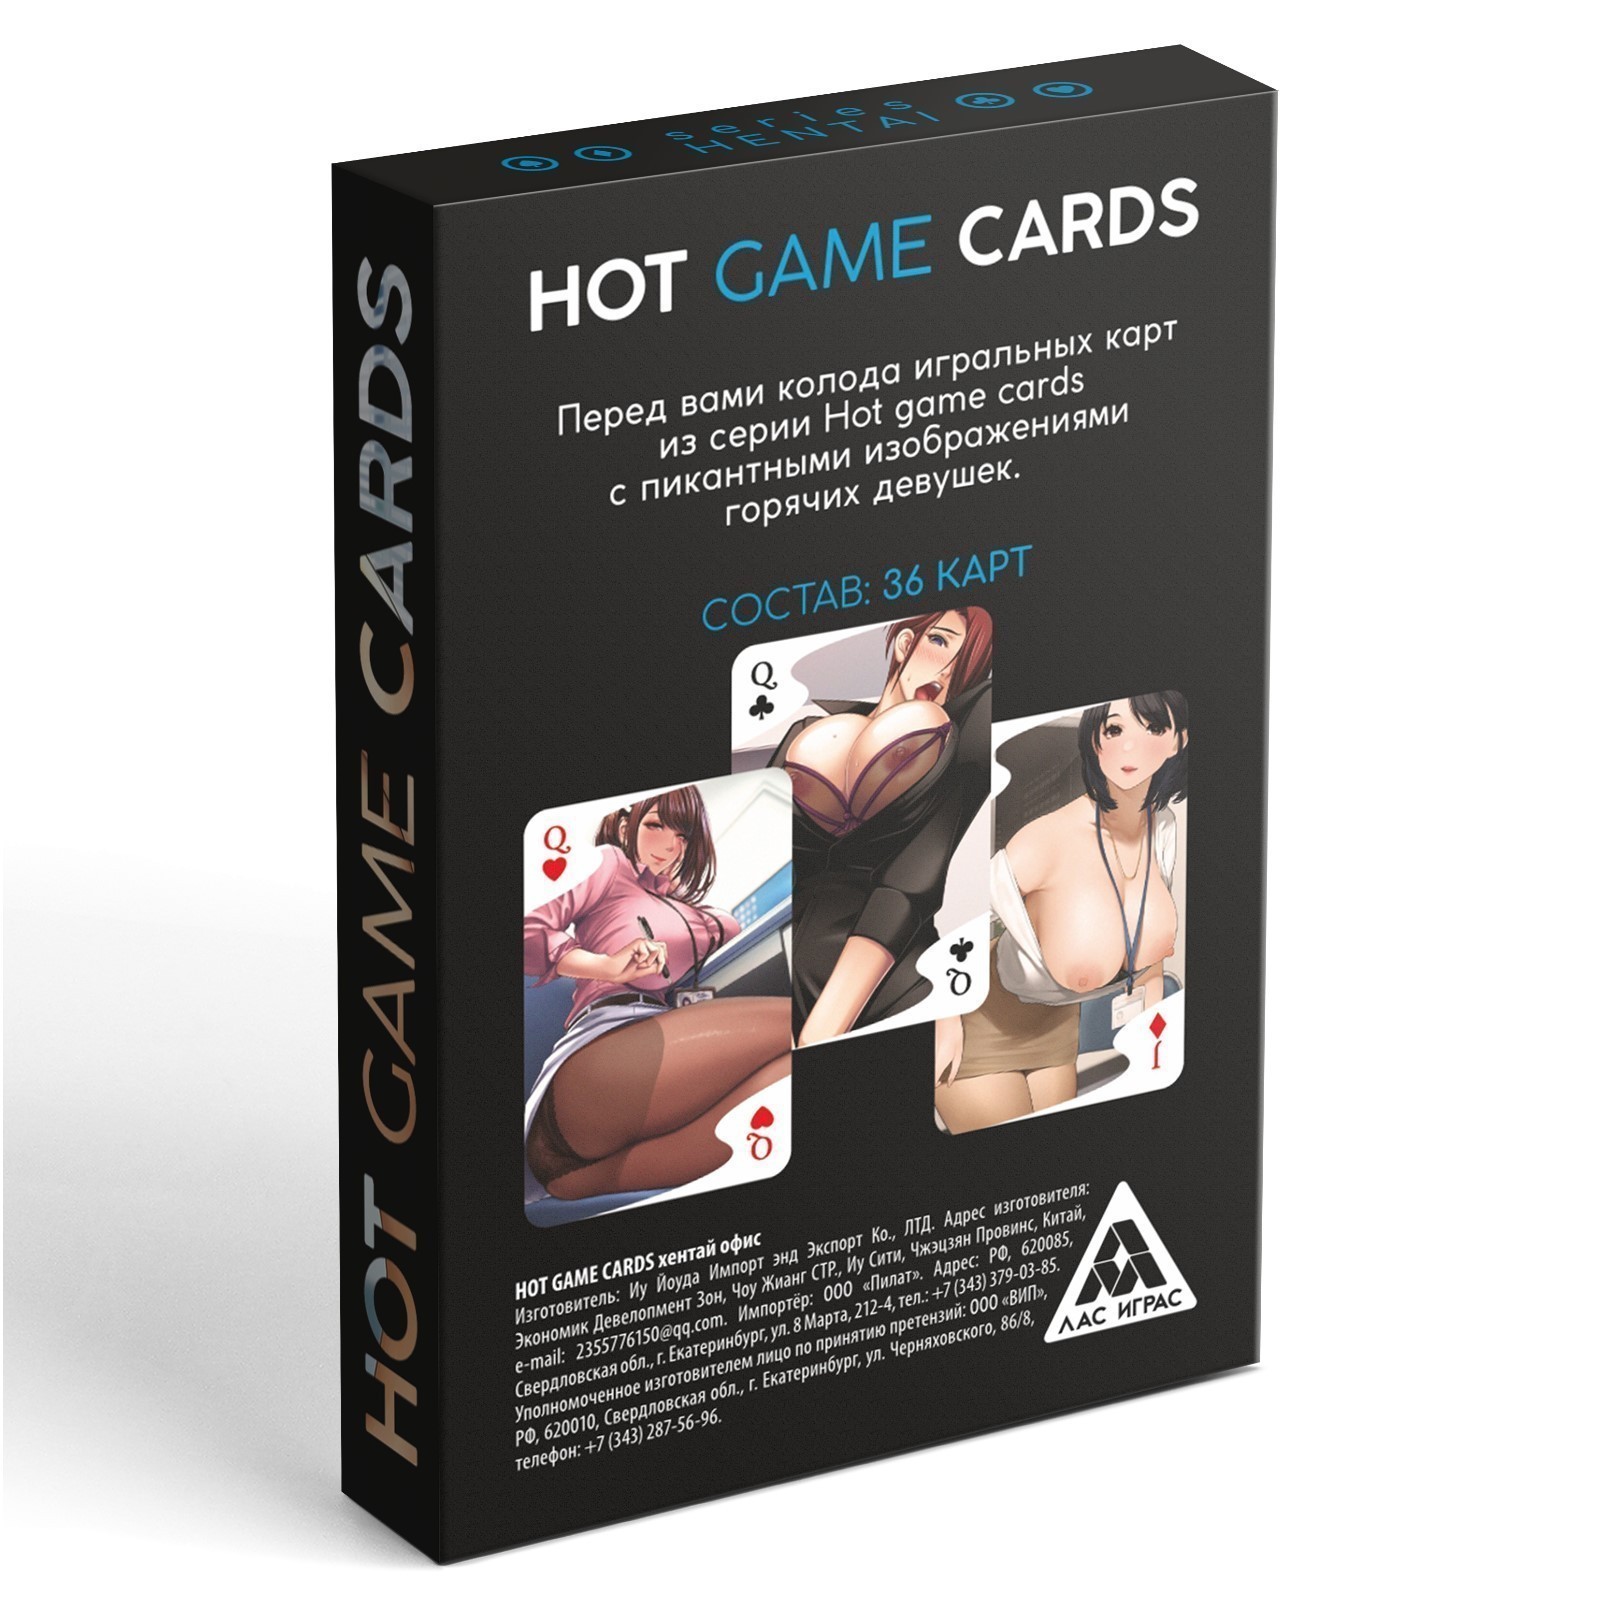 series
HENTAI
HOT GAME CARDS
HOT GAME CARDS
Перед вами колода игральных карт
из серии Hot game cards
с пикантными изображениями
горячих девушек.
СОСТАВ: 36 КАРТ
Q
Q
Q
Q
J
HOT GAME CARDS хентай офис
Изготовитель: Иу Йоуда Импорт энд Экспорт Ко., ЛТД. Адрес изготовителя:
Экономик Девелопмент Зон, Чоу Жианг СТР., Иу Сити, Чжэцзян Провинс, Китай,
e-mail: 2355776150@qq.com. Импортёр: ООО «Пилат». Адрес: РФ, 620085,
Свердловская обл., г. Екатеринбург, ул. 8 Марта, 212-4, тел.: +7 (343) 379-03-85.
Уполномоченное изготовителем лицо по принятию претензий: ООО «ВИП»,
РФ, 620010, Свердловская обл., г. Екатеринбург, ул. Черняховского, 86/8,
телефон: +7 (343) 287-56-96.
ЛАС ИГРАС